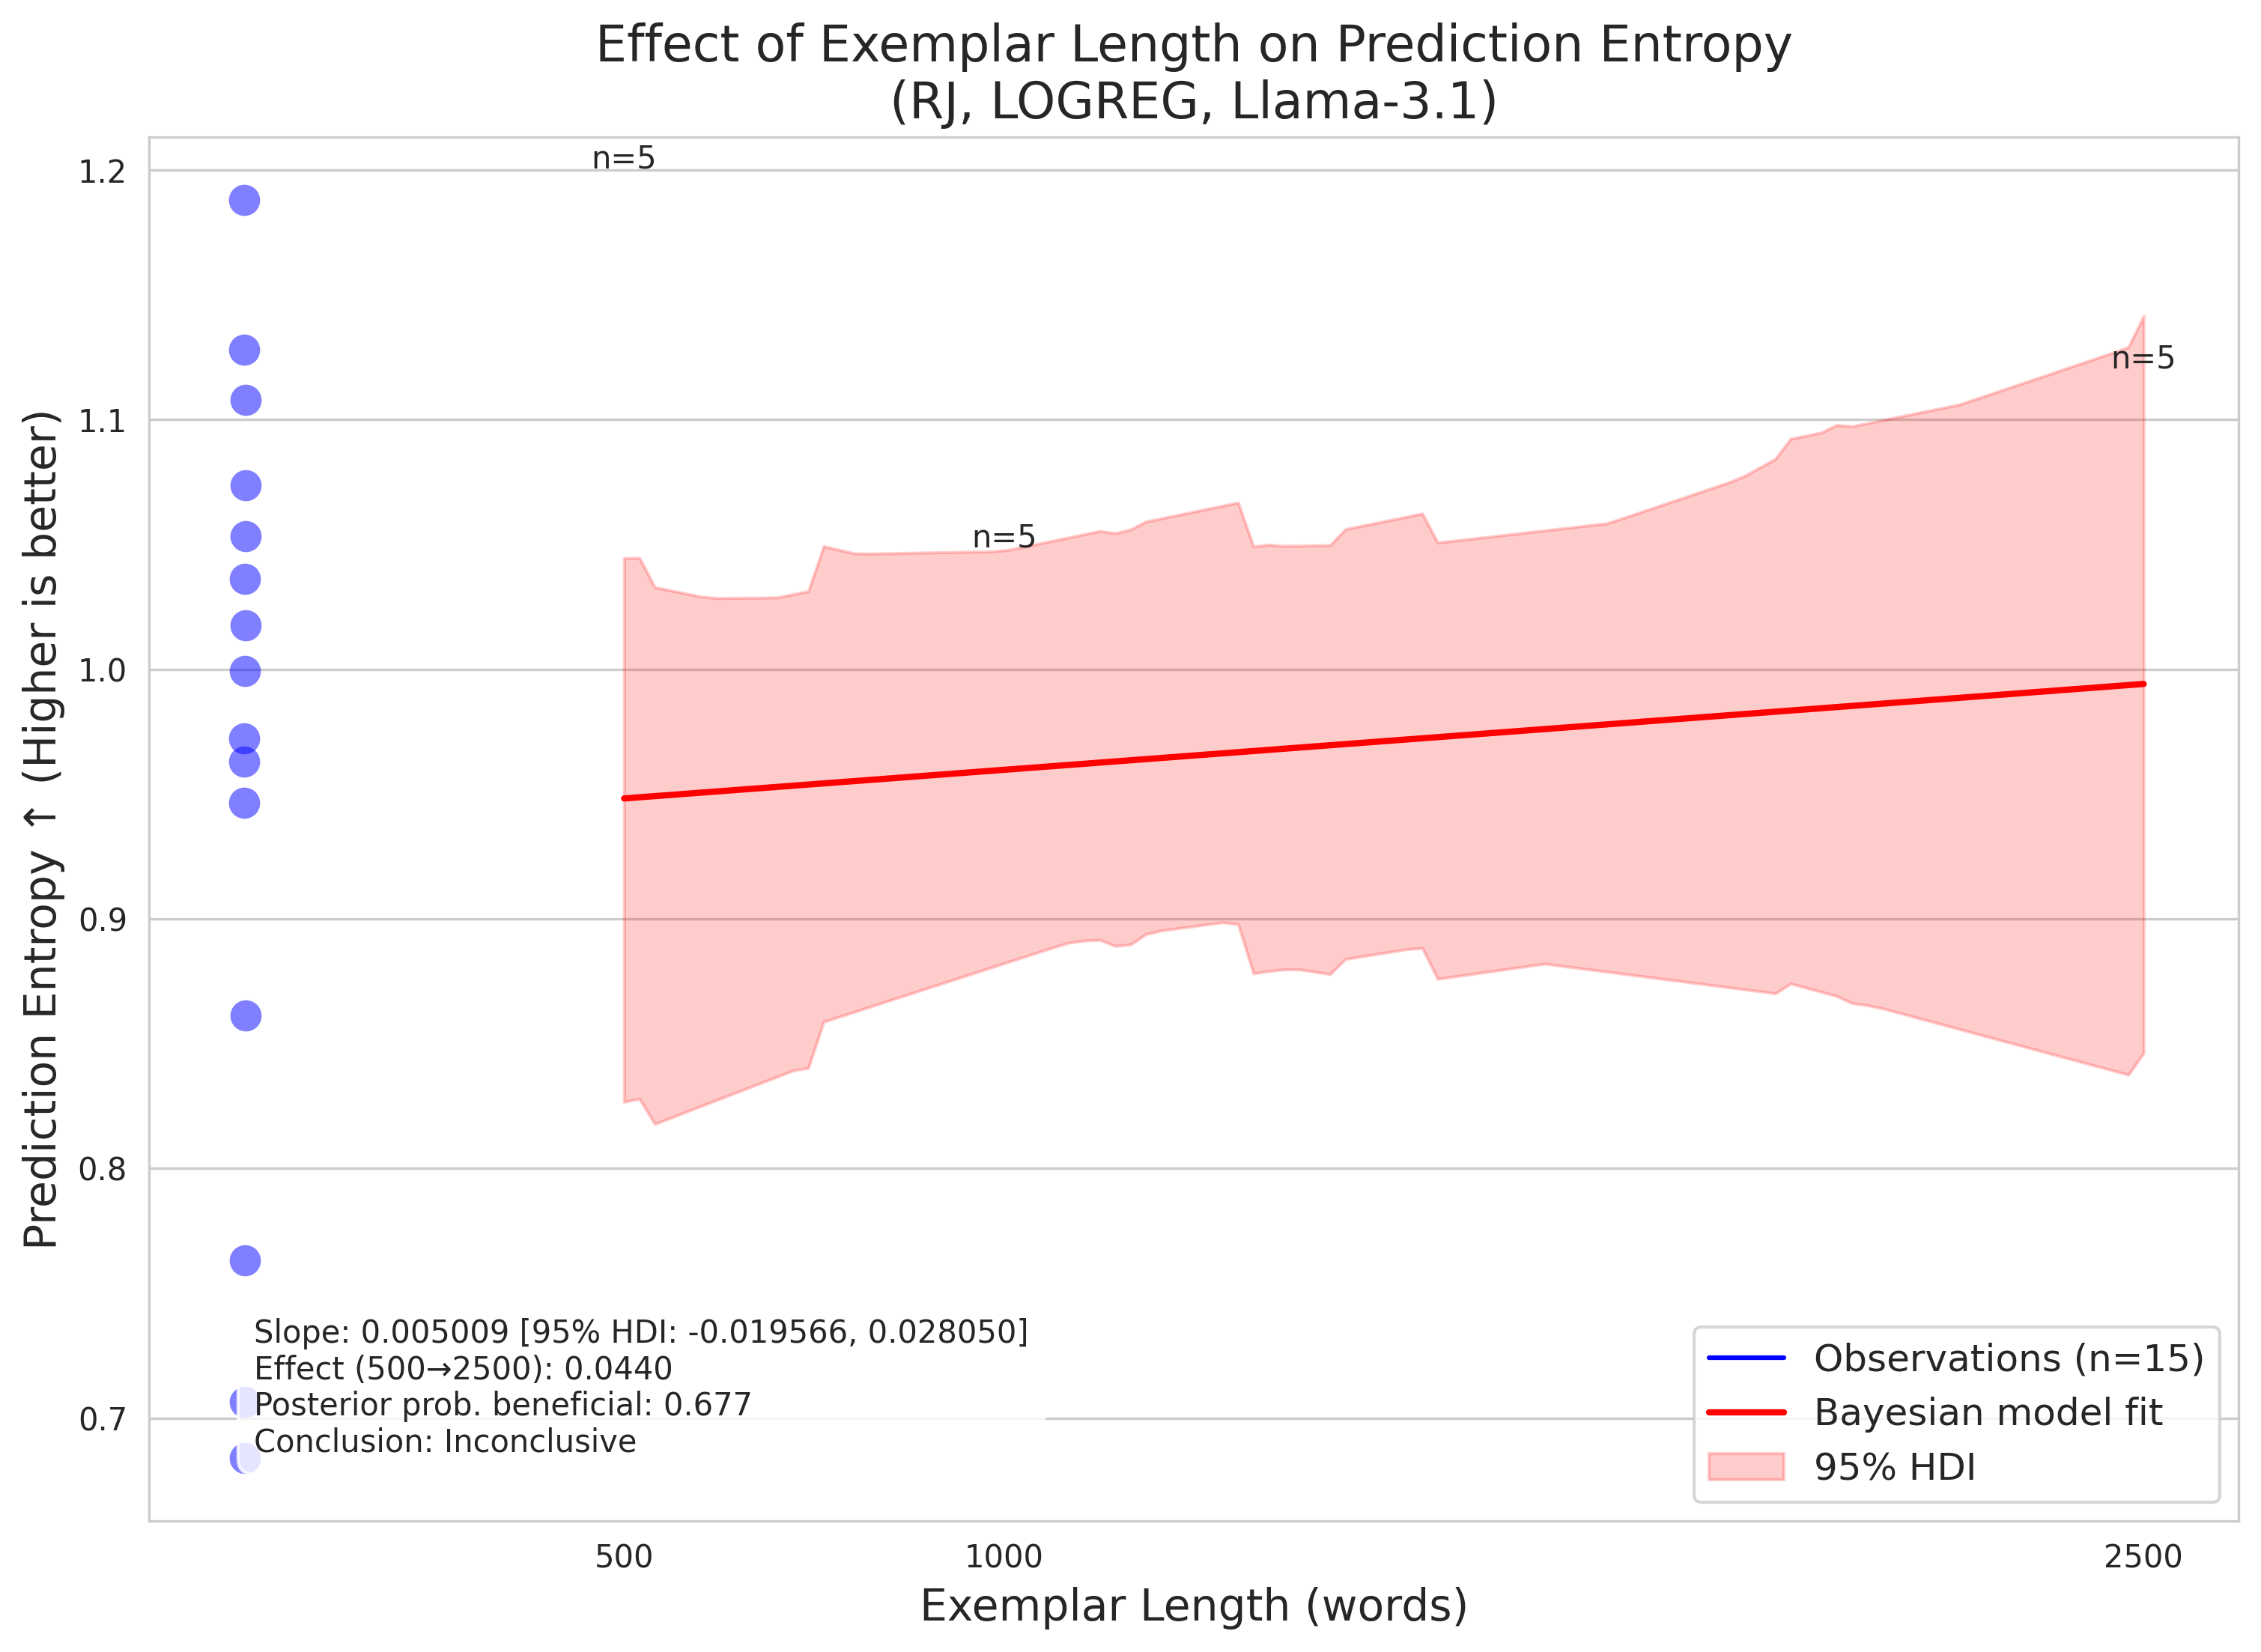 Effect of Exemplar Length on Prediction Entropy
(RJ, LOGREG, Llama-3.1)
Prediction Entropy ↑ (Higher is better)
1.2
1.1
1.0
0.9
0.8
0.7
n=5
n=5
n=5
Slope: 0.005009 [95% HDI: -0.019566, 0.028050]
Effect (500→2500): 0.0440
Posterior prob. beneficial: 0.677
Conclusion: Inconclusive
Observations (n=15)
Bayesian model fit
95% HDI
500
1000
2500
Exemplar Length (words)